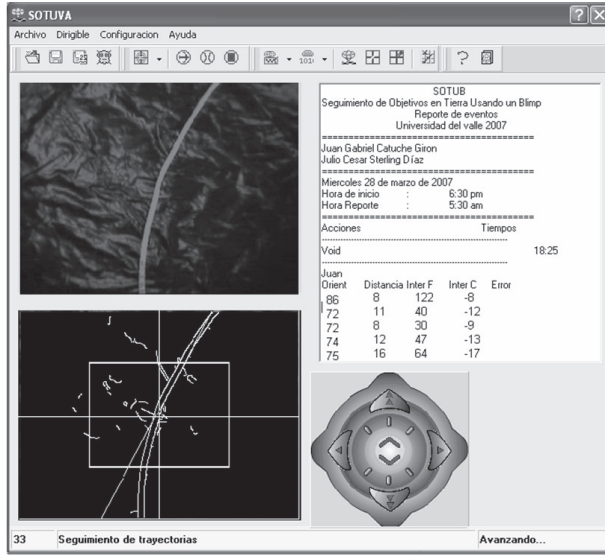 SOTUVA
Archivo Dirigible Configuracion Ayuda
SOTUB
Seguimiento de Objetivos en Tierra Usando un Blimp
Reporte de eventos
Universidad del valle 2007
==========================================
Juan Gabriel Catuche Giron
Julio Cesar Sterling Díaz
==========================================
Miercoles 28 de marzo de 2007
Hora de inicio : 6:30 pm
Hora Reporte : 5:30 am
==========================================
Acciones Tiempos
Void 18:25
Juan
Orient Distancia Inter F Inter C Error
86 8 122 -8
72 11 40 -12
72 8 30 -9
74 12 47 -13
75 16 64 -17
33 Seguimiento de trayectorias Avanzando...